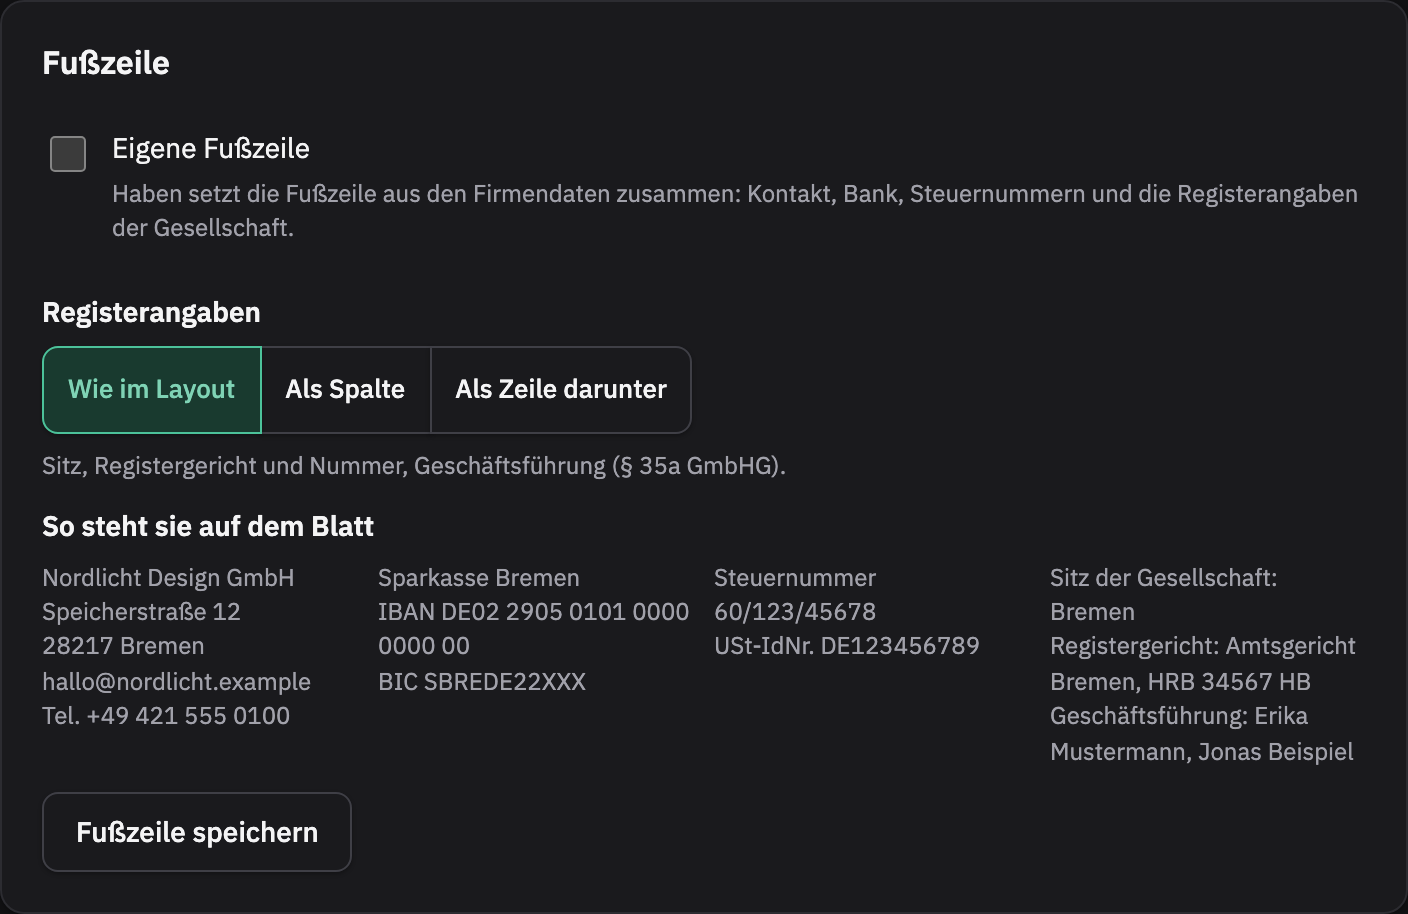 Fußzeile
Eigene Fußzeile
Haben setzt die Fußzeile aus den Firmendaten zusammen: Kontakt, Bank, Steuernummern und die Registerangaben
der Gesellschaft.
Registerangaben
Wie im Layout
Als Spalte
Als Zeile darunter
Sitz, Registergericht und Nummer, Geschäftsführung (§ 35a GmbHG).
So steht sie auf dem Blatt
Nordlicht Design GmbH
Speicherstraße 12
28217 Bremen
hallo@nordlicht.example
Tel. +49 421 555 0100
Sparkasse Bremen
IBAN DE02 2905 0101 0000
0000 00
BIC SBREDE22XXX
Steuernummer
60/123/45678
USt-IdNr. DE123456789
Sitz der Gesellschaft:
Bremen
Registergericht: Amtsgericht
Bremen, HRB 34567 HB
Geschäftsführung: Erika
Mustermann, Jonas Beispiel
Fußzeile speichern